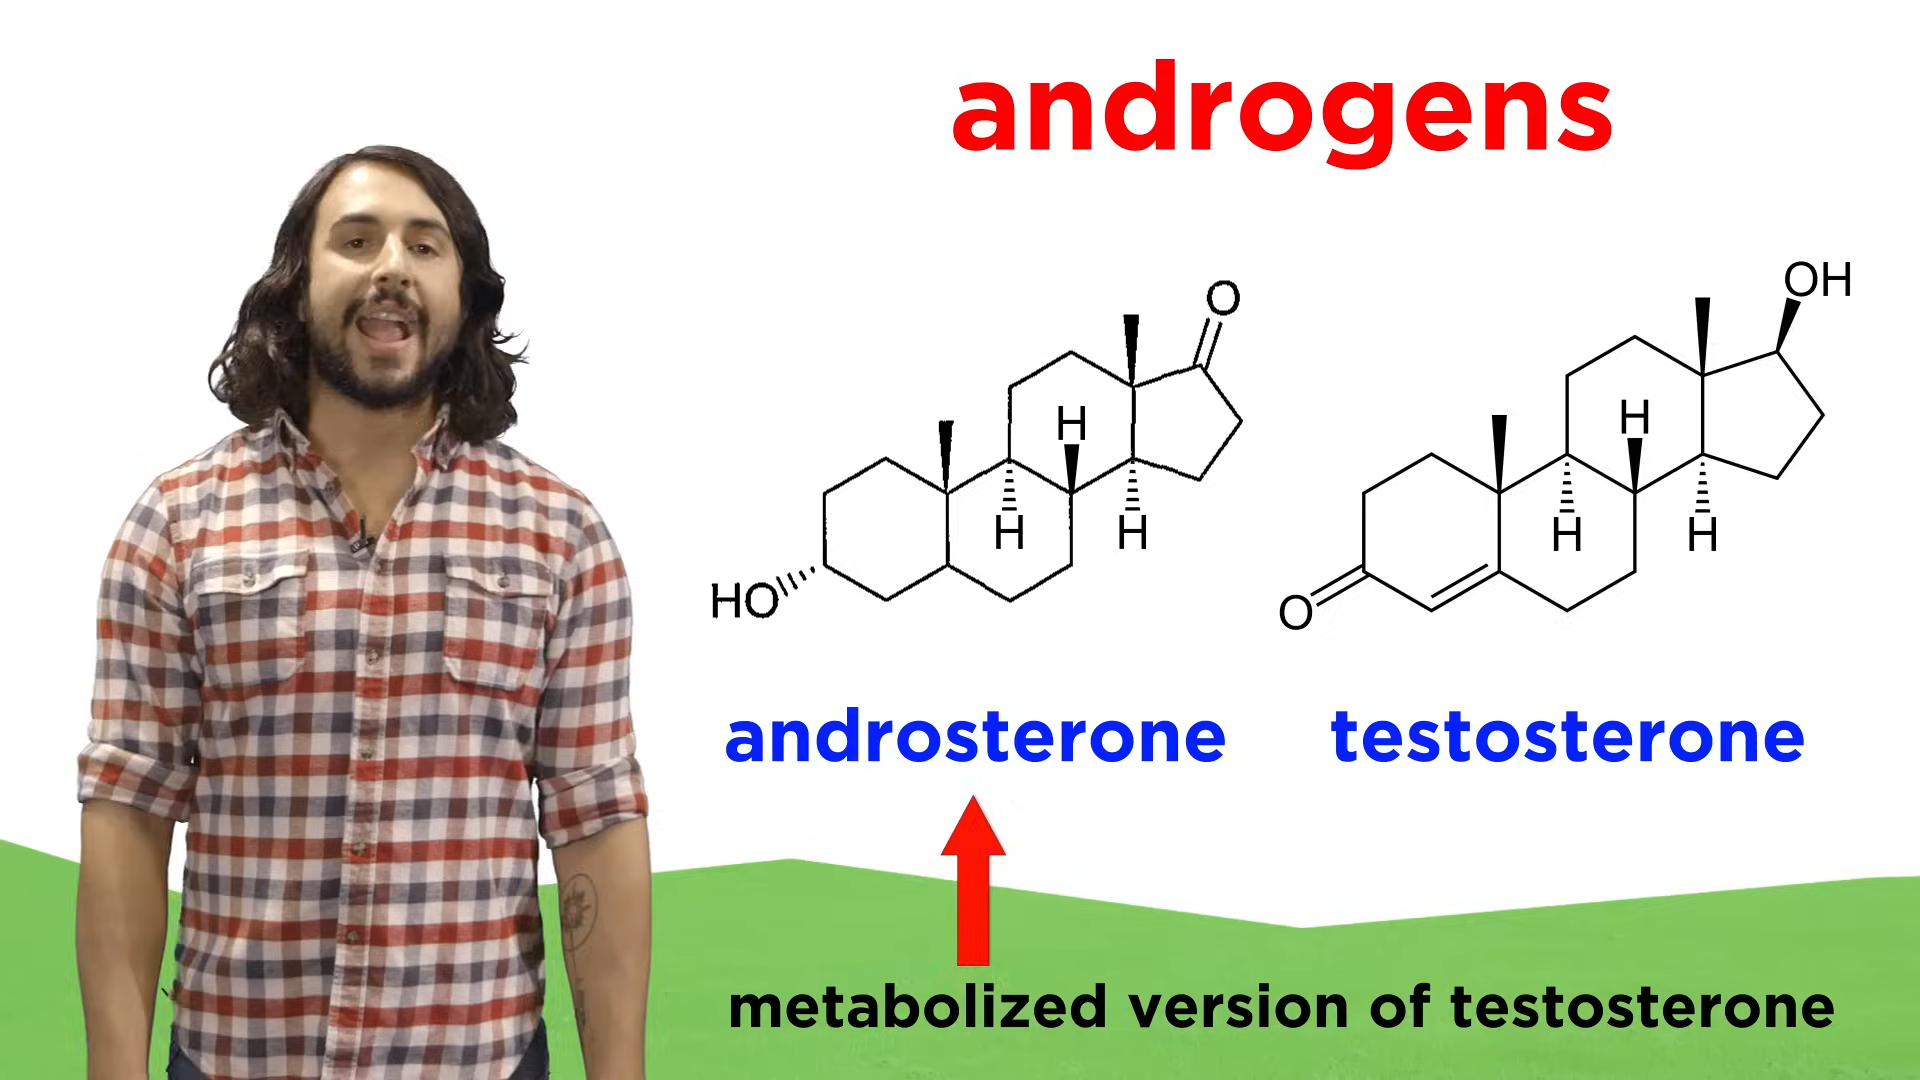 androgens
O
OH
H
H
H
H
H
H
HO
O
androsterone
testosterone
metabolized version of testosterone